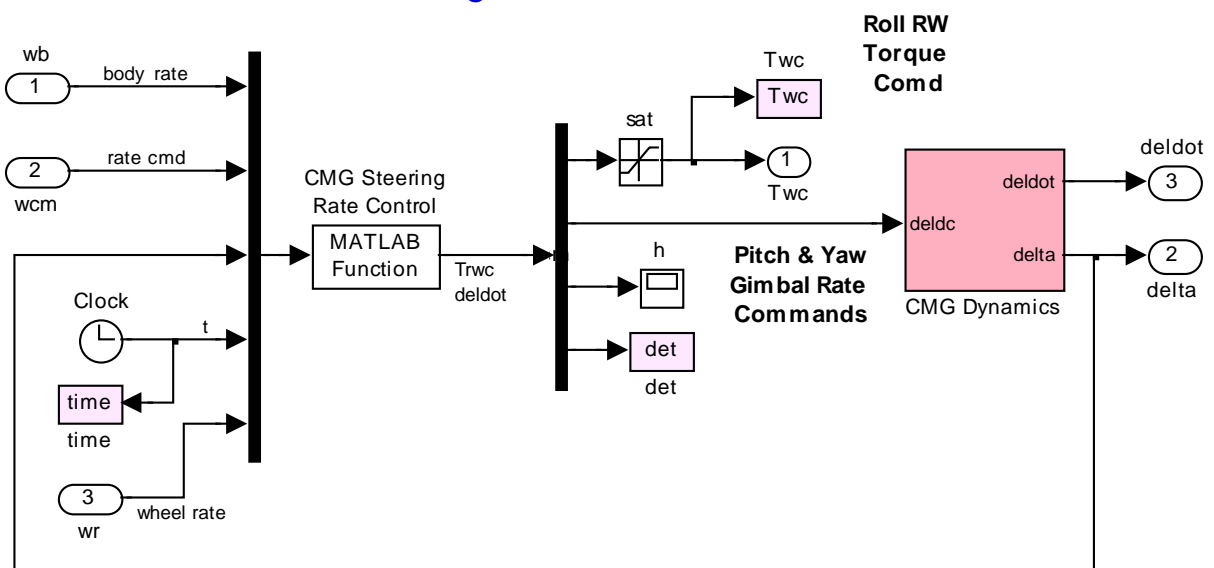 Roll RW
Torque
Comd
wb
1
body rate
2
rate cmd
wcm
CMG Steering
Rate Control
MATLAB
Function
Trwc
deldot
Clock
t
time
time
3
wheel rate
wr
sat
Twc
Twc
1
Twc
h
det
det
Pitch & Yaw
Gimbal Rate
Commands
deldc
deldot
delta
CMG Dynamics
deldot
3
2
delta